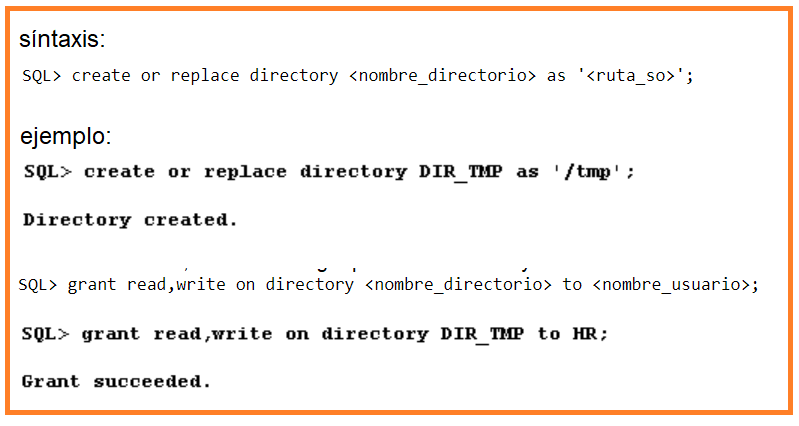 síntaxis:
SQL> create or replace directory <nombre_directorio> as '<ruta_so>';
ejemplo:
SQL> create or replace directory DIR_TMP as '/tmp';
Directory created.
SQL> grant read,write on directory <nombre_directorio> to <nombre_usuario>;
SQL> grant read,write on directory DIR_TMP to HR;
Grant succeeded.